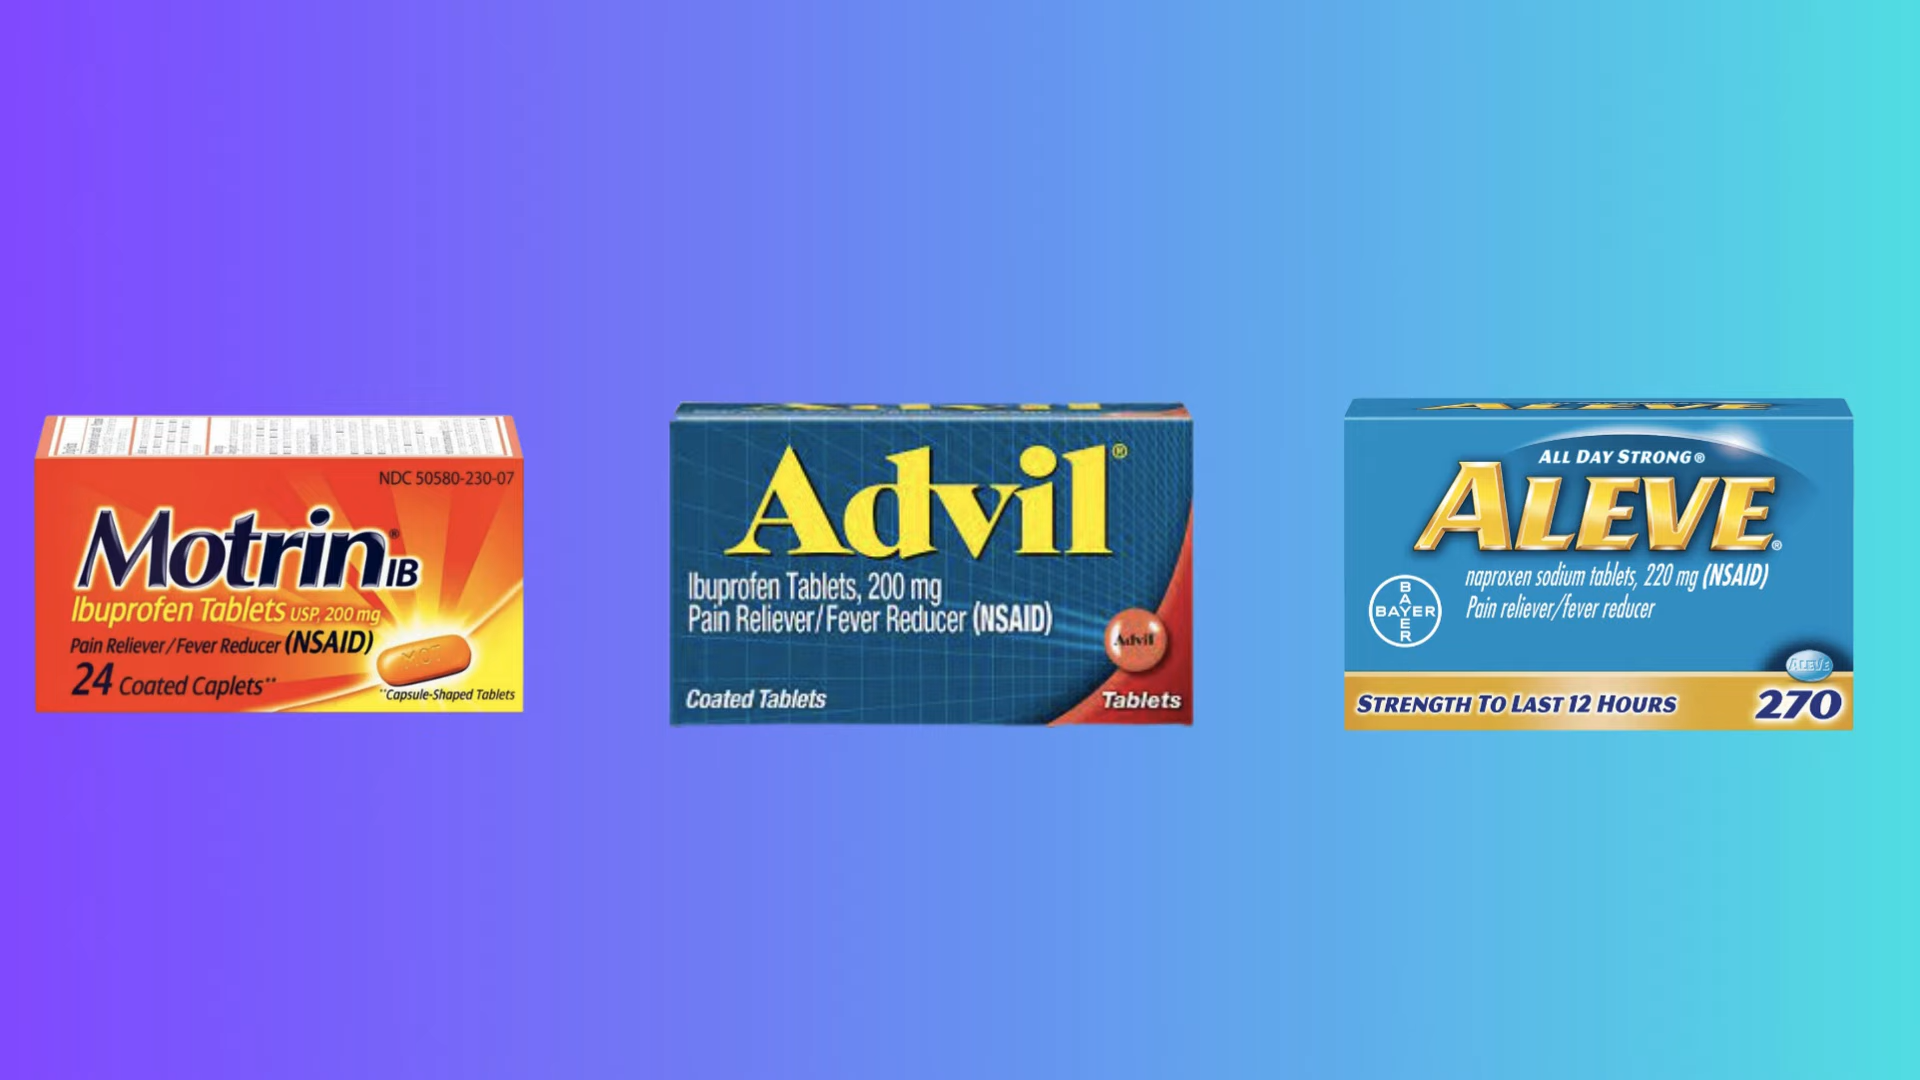 NDC 50580-230-07
Motrin® IB
Ibuprofen Tablets USP, 200 mg
Pain Reliever/Fever Reducer (NSAID)
24 Coated Caplets**
**Capsule-Shaped Tablets
MOT
Advil®
Ibuprofen Tablets, 200 mg
Pain Reliever/Fever Reducer (NSAID)
Advil
Coated Tablets
Tablets
ALEVE
ALL DAY STRONG®
ALEVE®
naproxen sodium tablets, 220 mg (NSAID)
Pain reliever/fever reducer
BAYER
BAYER
ALEVE
STRENGTH TO LAST 12 HOURS
270